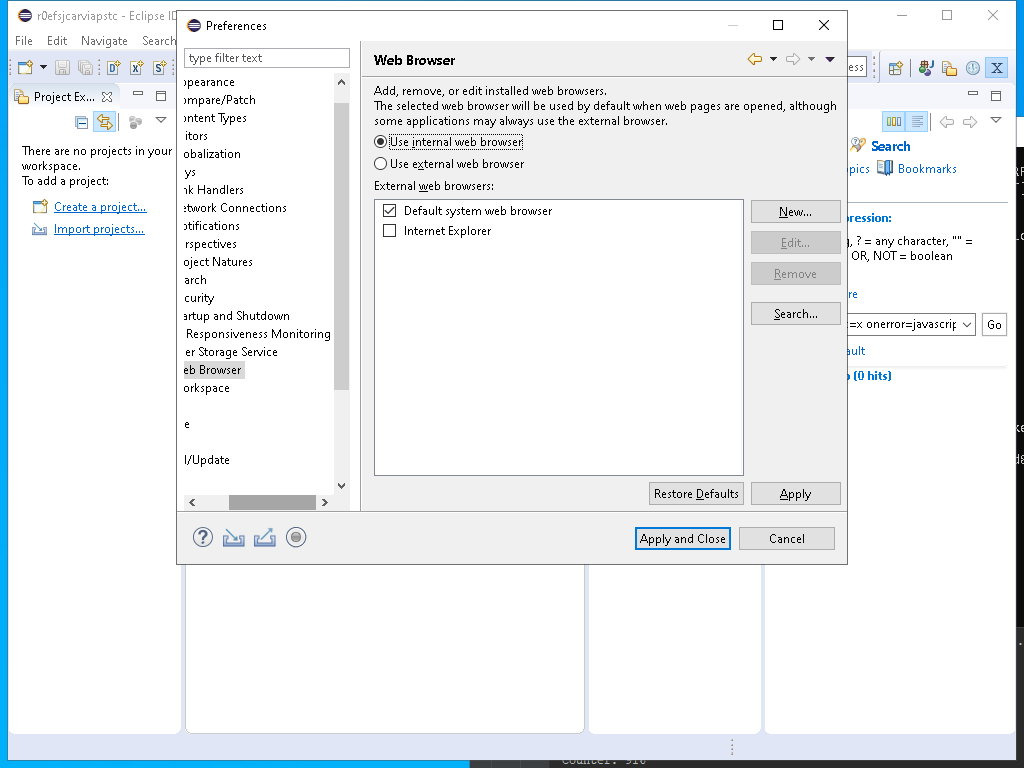 r0efsjcarviapstc - Eclipse ID
Preferences
File Edit Navigate Search
type filter text
Web Browser
Project Ex...
ess
ppearance
ompare/Patch
ontent Types
itors
obalization
ys
nk Handlers
etwork Connections
otifications
erspectives
oject Natures
arch
curity
artup and Shutdown
Responsiveness Monitoring
er Storage Service
eb Browser
orkspace
e
l/Update
Add, remove, or edit installed web browsers.
The selected web browser will be used by default when web pages are opened, although
some applications may always use the external browser.
Use internal web browser
Use external web browser
External web browsers:
Default system web browser
Internet Explorer
New...
Edit...
Remove
Search...
Restore Defaults
Apply
Apply and Close
Cancel
There are no projects in your
workspace.
To add a project:
Create a project...
Import projects...
Search
pics
Bookmarks
pression:
g, ? = any character, "" =
OR, NOT = boolean
re
=x onerror=javascrip
Go
ault
(0 hits)
Counter: 910